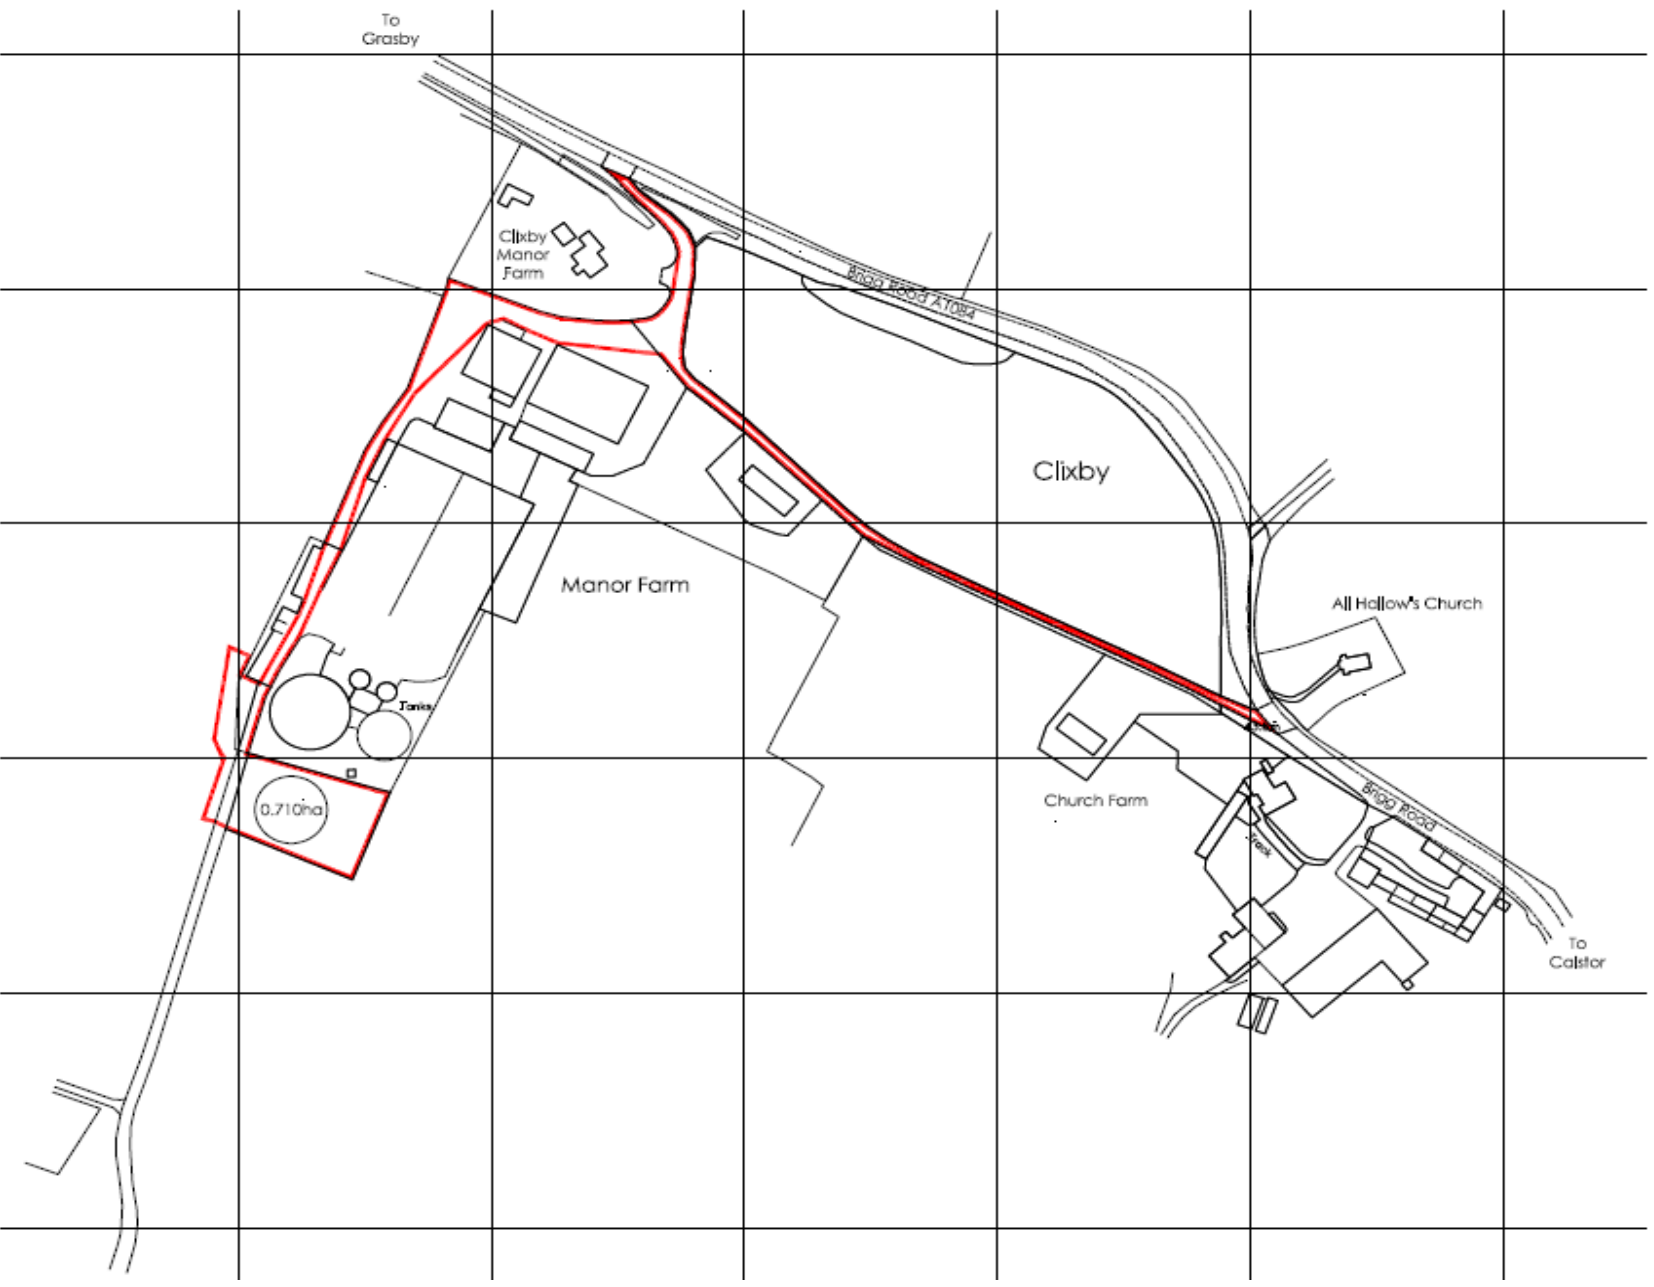 To
Grasby
Clixby
Manor
Farm
Brigg Road A1084
Clixby
Manor Farm
All Hallow's Church
Tanks
0.710ha
Church Farm
Brigg Road
Track
To
Caistor